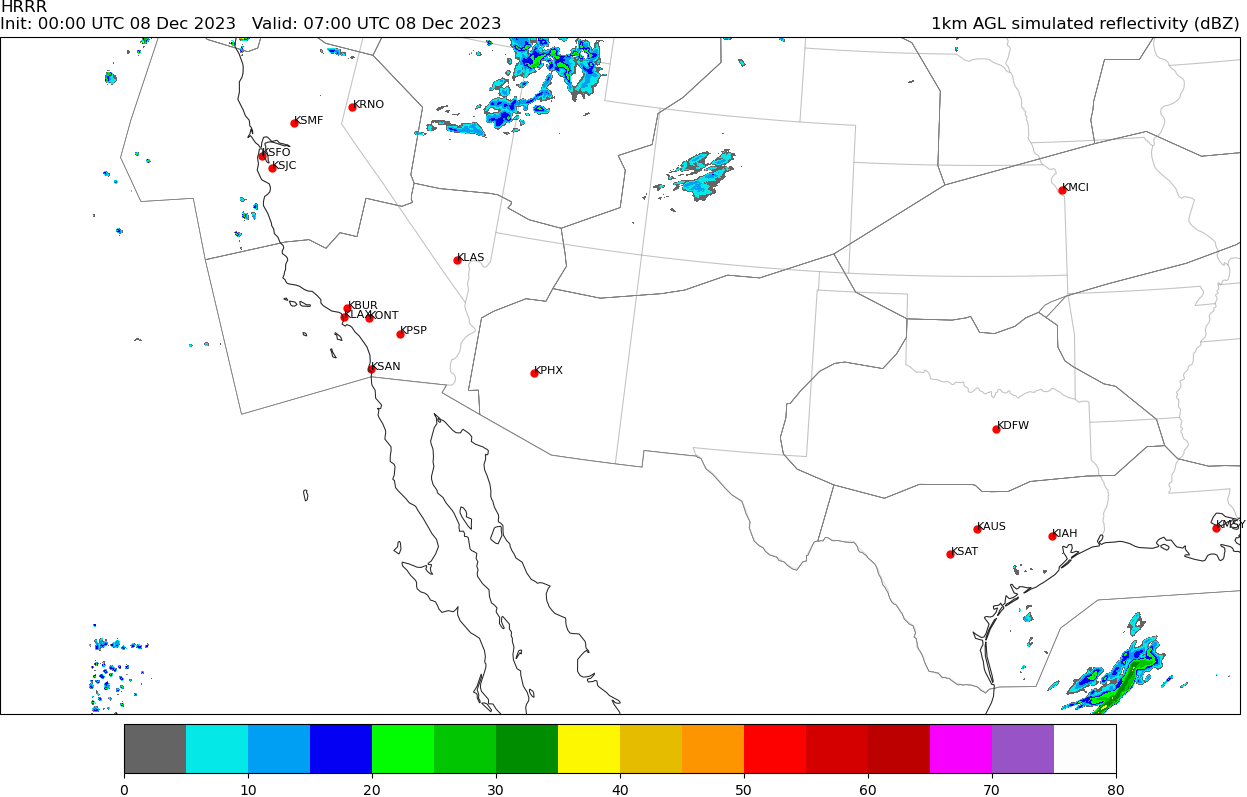 HRRR
Init: 00:00 UTC 08 Dec 2023   Valid: 07:00 UTC 08 Dec 2023   1km AGL simulated reflectivity (dBZ)
KRNO
KSMF
KSFO
KSJC
KMCI
KLAS
KBUR
KLAX
KONT
KPSP
KSAN
KPHX
KDFW
KAUS
KMSY
KIAH
KSAT
0 10 20 30 40 50 60 70 80